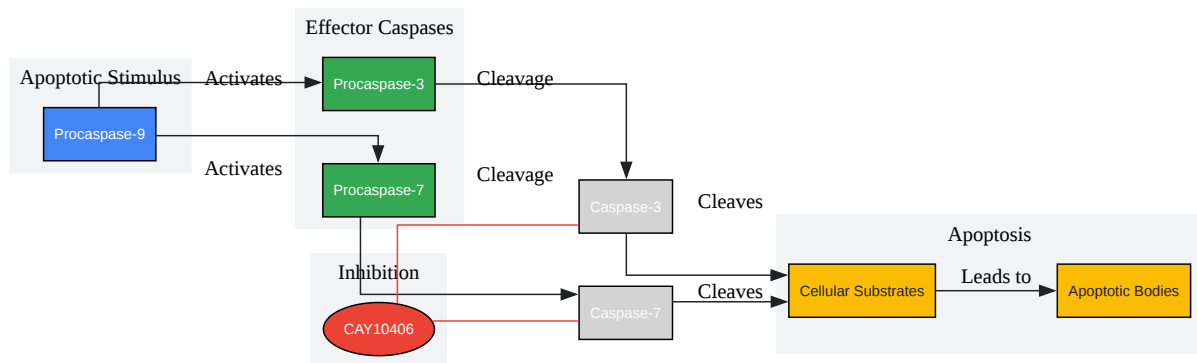 Effector Caspases
Apoptotic Stimulus
Activates
Procaspase-3
Cleavage
Procaspase-9
Activates
Procaspase-7
Cleavage
Caspase-3
Cleaves
Apoptosis
Inhibition
Cellular Substrates
Leads to
Apoptotic Bodies
Cleaves
Caspase-7
CAY10406